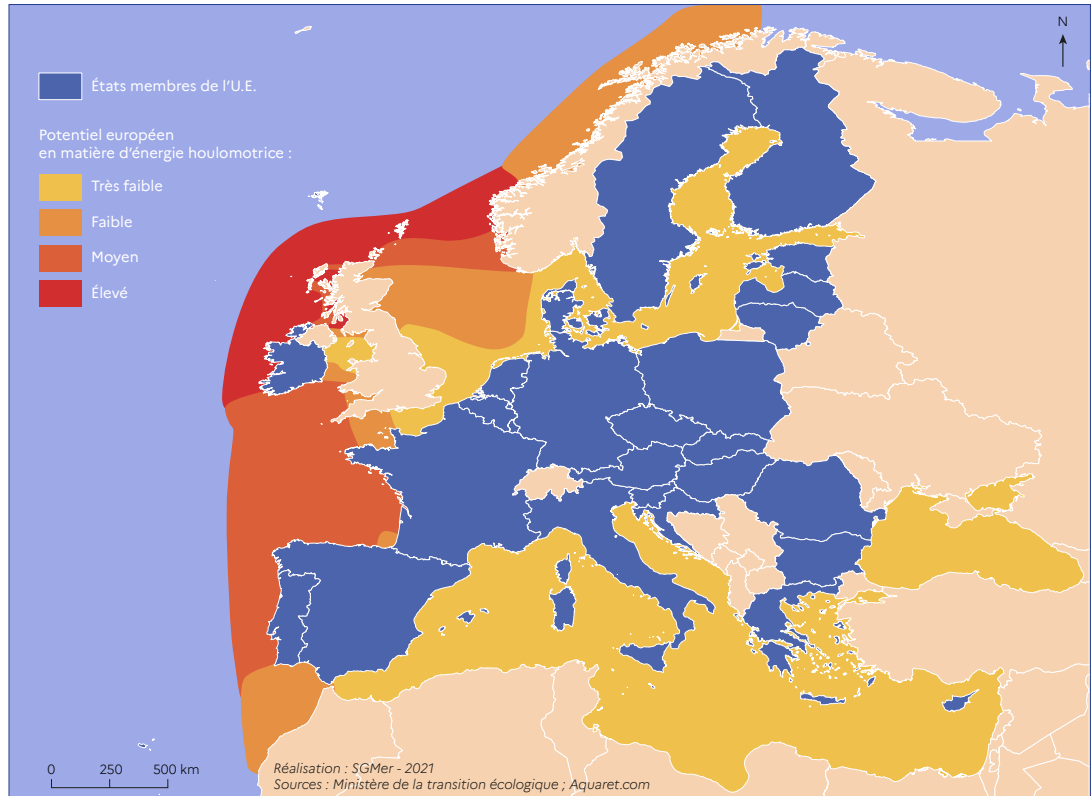 N
États membres de l'U.E.
Potentiel européen
en matière d'énergie houlomotrice :
Très faible
Faible
Moyen
Élevé
0 250 500 km
Réalisation : SGMer - 2021
Sources : Ministère de la transition écologique ; Aquaret.com